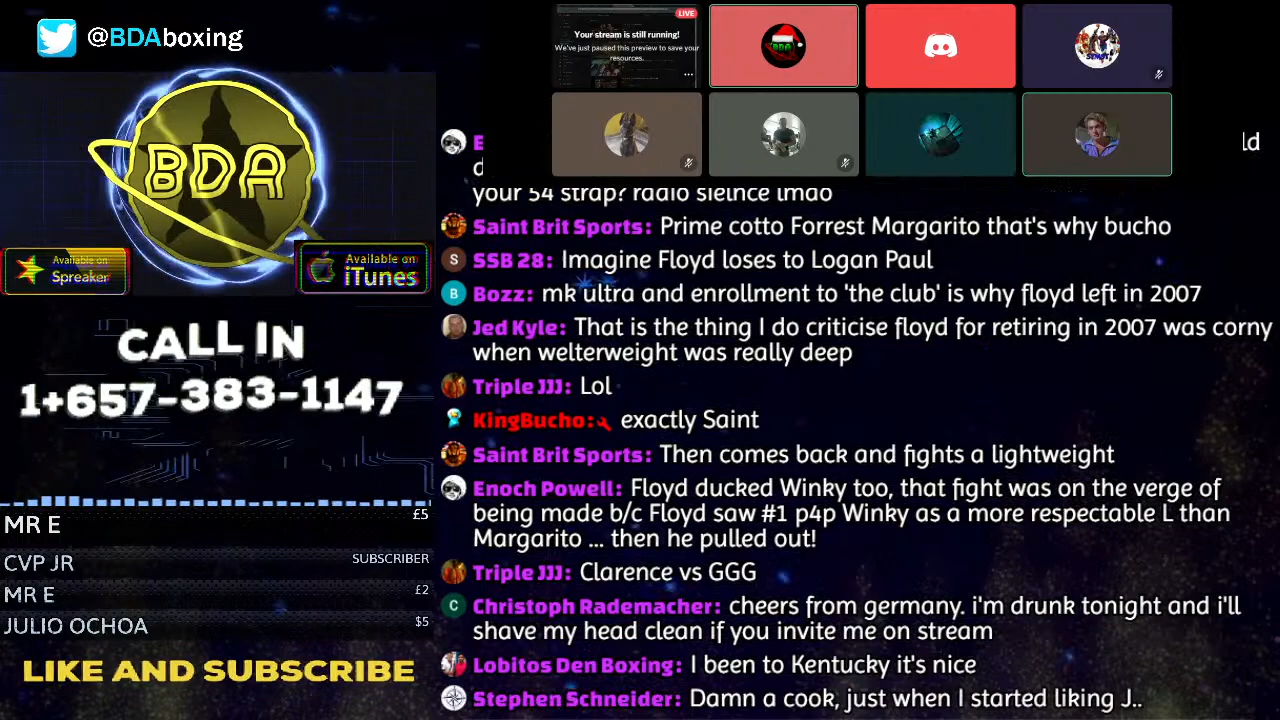 @BDAboxing
LIVE
Your stream is still running!
We've just paused this preview to save your
resources.
BDA
BDA
Available on
Spreaker
Available on
iTunes
CALL IN
1+657-383-1147
MR E £5
CVP JR SUBSCRIBER
MR E £2
JULIO OCHOA $5
LIKE AND SUBSCRIBE
your 54 strap? radio sielnce lmao
Saint Brit Sports: Prime cotto Forrest Margarito that's why bucho
SSB 28: Imagine Floyd loses to Logan Paul
Bozz: mk ultra and enrollment to 'the club' is why floyd left in 2007
Jed Kyle: That is the thing I do criticise floyd for retiring in 2007 was corny
when welterweight was really deep
Triple JJJ: Lol
KingBucho: exactly Saint
Saint Brit Sports: Then comes back and fights a lightweight
Enoch Powell: Floyd ducked Winky too, that fight was on the verge of
being made b/c Floyd saw #1 p4p Winky as a more respectable L than
Margarito ... then he pulled out!
Triple JJJ: Clarence vs GGG
Christoph Rademacher: cheers from germany. i'm drunk tonight and i'll
shave my head clean if you invite me on stream
Lobitos Den Boxing: I been to Kentucky it's nice
Stephen Schneider: Damn a cook, just when I started liking J..